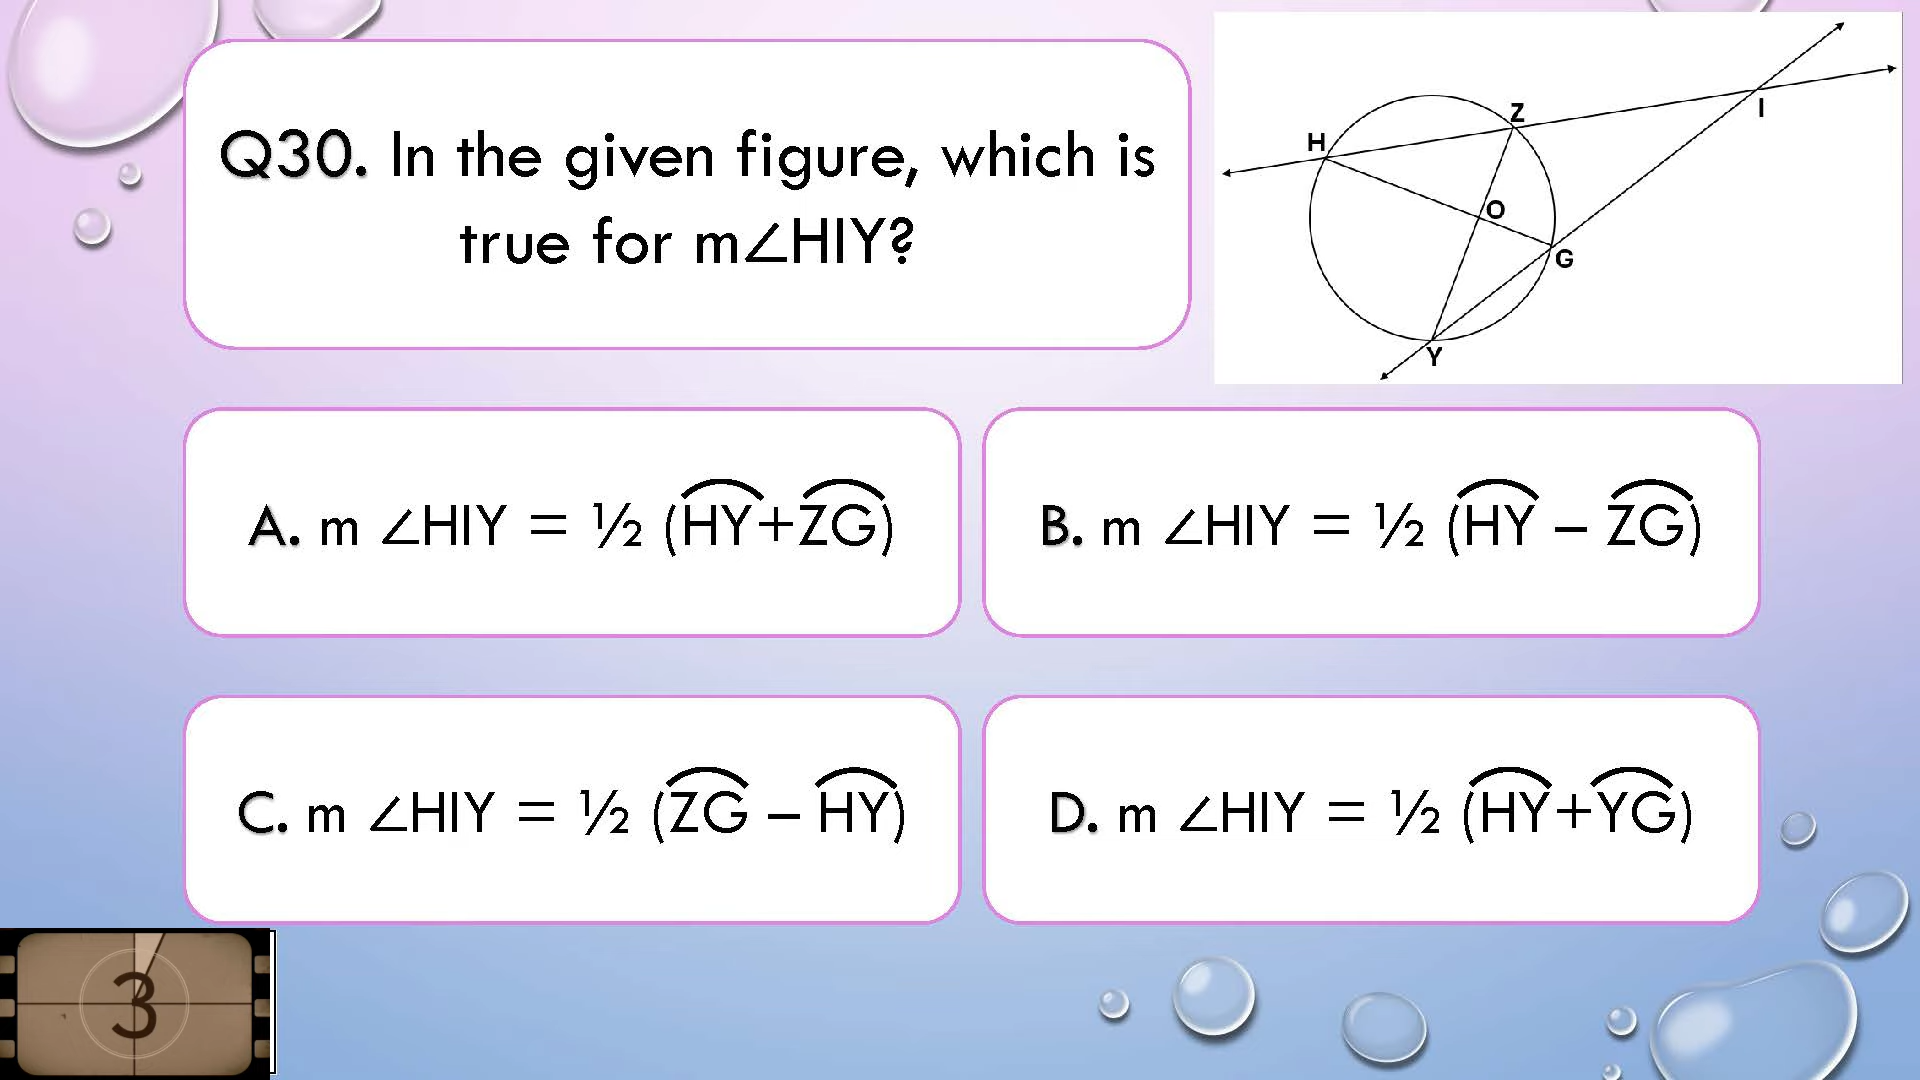 Q30. In the given figure, which is
true for m∠HIY?
H
Z
I
O
G
Y
A. m ∠HIY = ½ (HY+ZG)
B. m ∠HIY = ½ (HY – ZG)
C. m ∠HIY = ½ (ZG – HY)
D. m ∠HIY = ½ (HY+YG)
3